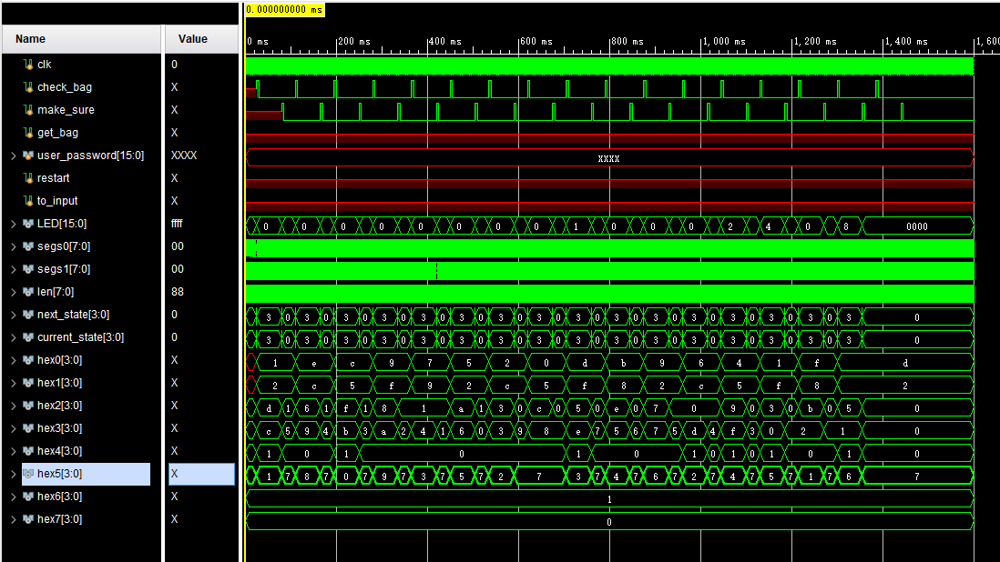 0.000000000 ms
Name Value
0 ms 200 ms 400 ms 600 ms 800 ms 1,000 ms 1,200 ms 1,400 ms 1,600
clk 0
check_bag X
make_sure X
get_bag X
user_password[15:0] XXXX XXXX
restart X
to_input X
LED[15:0] ffff 0 0 0 0 0 0 0 0 1 0 0 0 2 4 0 8 0000
segs0[7:0] 00
segs1[7:0] 00
len[7:0] 88
next_state[3:0] 0 3 0 3 0 3 0 3 0 3 0 3 0 3 0 3 0 3 0 3 0 3 0 3 0 3 0 3 0 3 0 3 0
current_state[3:0] 0 3 0 3 0 3 0 3 0 3 0 3 0 3 0 3 0 3 0 3 0 3 0 3 0 3 0 3 0 3 0 3 0
hex0[3:0] X 1 e c 9 7 5 2 0 d b 9 6 4 1 f d
hex1[3:0] X 2 c 5 f 9 2 c 5 f 8 2 c 5 f 8 2
hex2[3:0] X d 1 6 1 f 1 8 1 a 1 3 0 c 0 5 0 e 0 7 0 9 0 3 0 b 0 5 0
hex3[3:0] X c 5 9 4 b 3 a 2 4 1 6 0 3 9 8 e 7 5 6 7 5 d 4 f 3 0 2 1 0
hex4[3:0] X 1 0 1 0 1 0 1 0 1 0 1 0 1 0
hex5[3:0] X 1 7 8 7 0 7 9 7 3 7 5 7 2 7 3 7 4 7 6 7 2 7 4 7 5 7 1 7 6 7
hex6[3:0] X 1
hex7[3:0] X 0